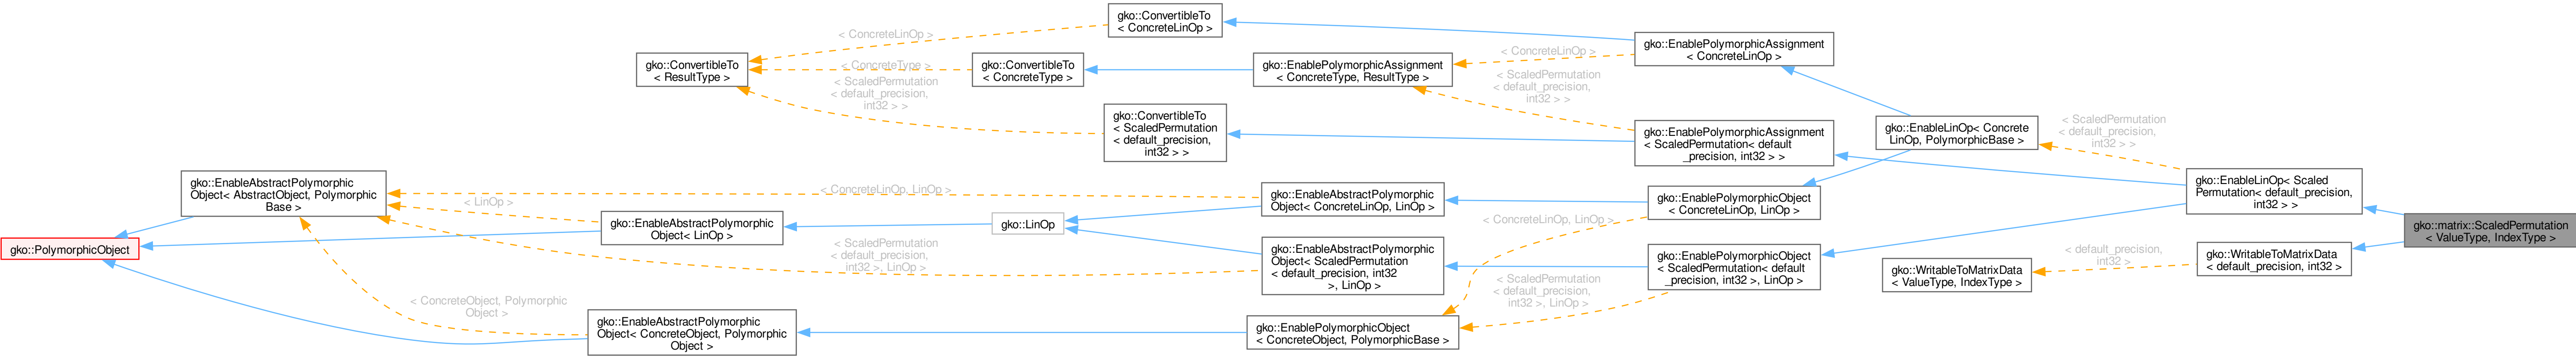 gko::ConvertibleTo
< ConcreteLinOp >
< ConcreteLinOp >
gko::EnablePolymorphicAssignment
< ConcreteLinOp >
< ConcreteLinOp >
gko::ConvertibleTo
< ResultType >
< ConcreteType >
gko::ConvertibleTo
< ConcreteType >
gko::EnablePolymorphicAssignment
< ConcreteType, ResultType >
< ScaledPermutation
< default_precision,
int32 > >
< ScaledPermutation
< default_precision,
int32 > >
gko::ConvertibleTo
< ScaledPermutation
< default_precision,
int32 > >
gko::EnablePolymorphicAssignment
< ScaledPermutation< default
_precision, int32 > >
gko::EnableLinOp< Concrete
LinOp, PolymorphicBase >
< ScaledPermutation
< default_precision,
int32 > >
gko::EnableAbstractPolymorphic
Object< AbstractObject, Polymorphic
Base >
< ConcreteLinOp, LinOp >
< LinOp >
gko::EnableAbstractPolymorphic
Object< ConcreteLinOp, LinOp >
gko::EnablePolymorphicObject
< ConcreteLinOp, LinOp >
gko::EnableLinOp< Scaled
Permutation< default_precision,
int32 > >
gko::EnableAbstractPolymorphic
Object< LinOp >
gko::LinOp
< ConcreteLinOp, LinOp >
gko::matrix::ScaledPermutation
< ValueType, IndexType >
gko::PolymorphicObject
< ScaledPermutation
< default_precision,
int32 >, LinOp >
gko::EnableAbstractPolymorphic
Object< ScaledPermutation
< default_precision, int32
>, LinOp >
gko::EnablePolymorphicObject
< ScaledPermutation< default
_precision, int32 >, LinOp >
gko::WritableToMatrixData
< ValueType, IndexType >
< default_precision,
int32 >
gko::WritableToMatrixData
< default_precision, int32 >
< ConcreteObject, Polymorphic
Object >
< ScaledPermutation
< default_precision,
int32 >, LinOp >
gko::EnableAbstractPolymorphic
Object< ConcreteObject, Polymorphic
Object >
gko::EnablePolymorphicObject
< ConcreteObject, PolymorphicBase >